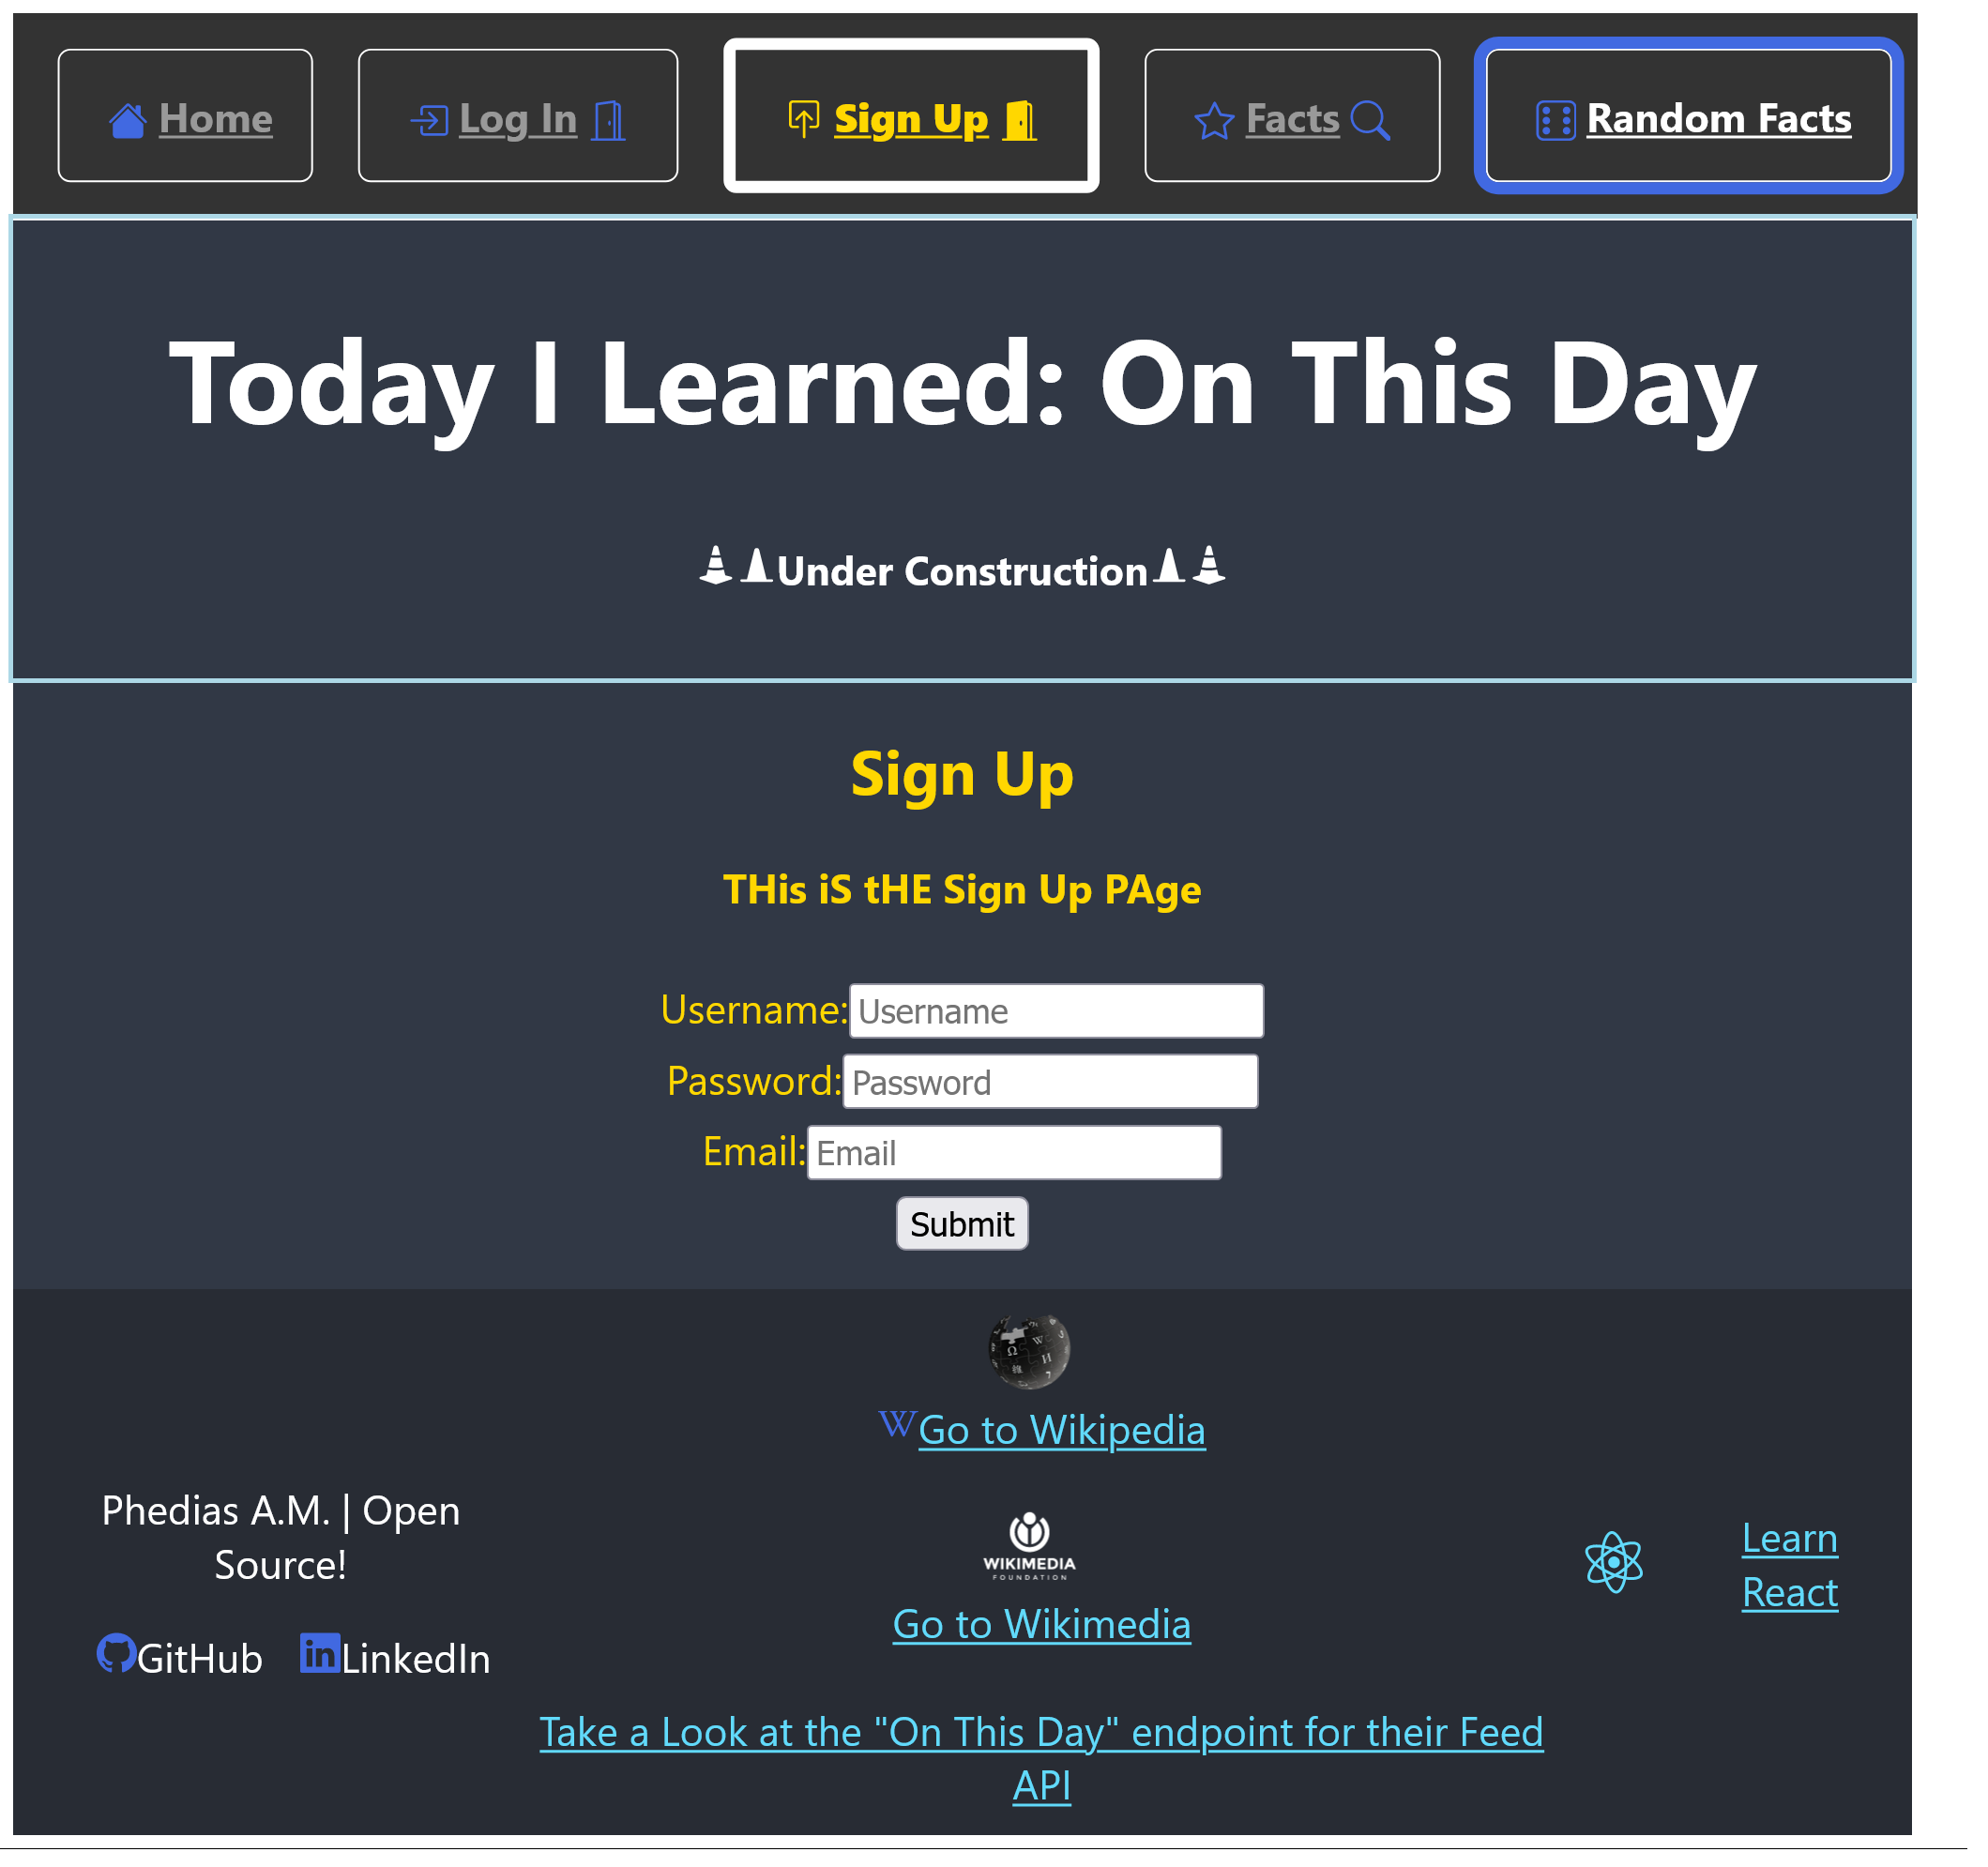 Home
Log In
Sign Up
Facts
Random Facts
Today I Learned: On This Day
Under Construction
Sign Up
THis iS tHE Sign Up PAge
Username: Username
Password: Password
Email: Email
Submit
W Go to Wikipedia
Phedias A.M. | Open
Source!
GitHub
LinkedIn
WIKIMEDIA
FOUNDATION
Go to Wikimedia
Take a Look at the "On This Day" endpoint for their Feed
API
Learn
React